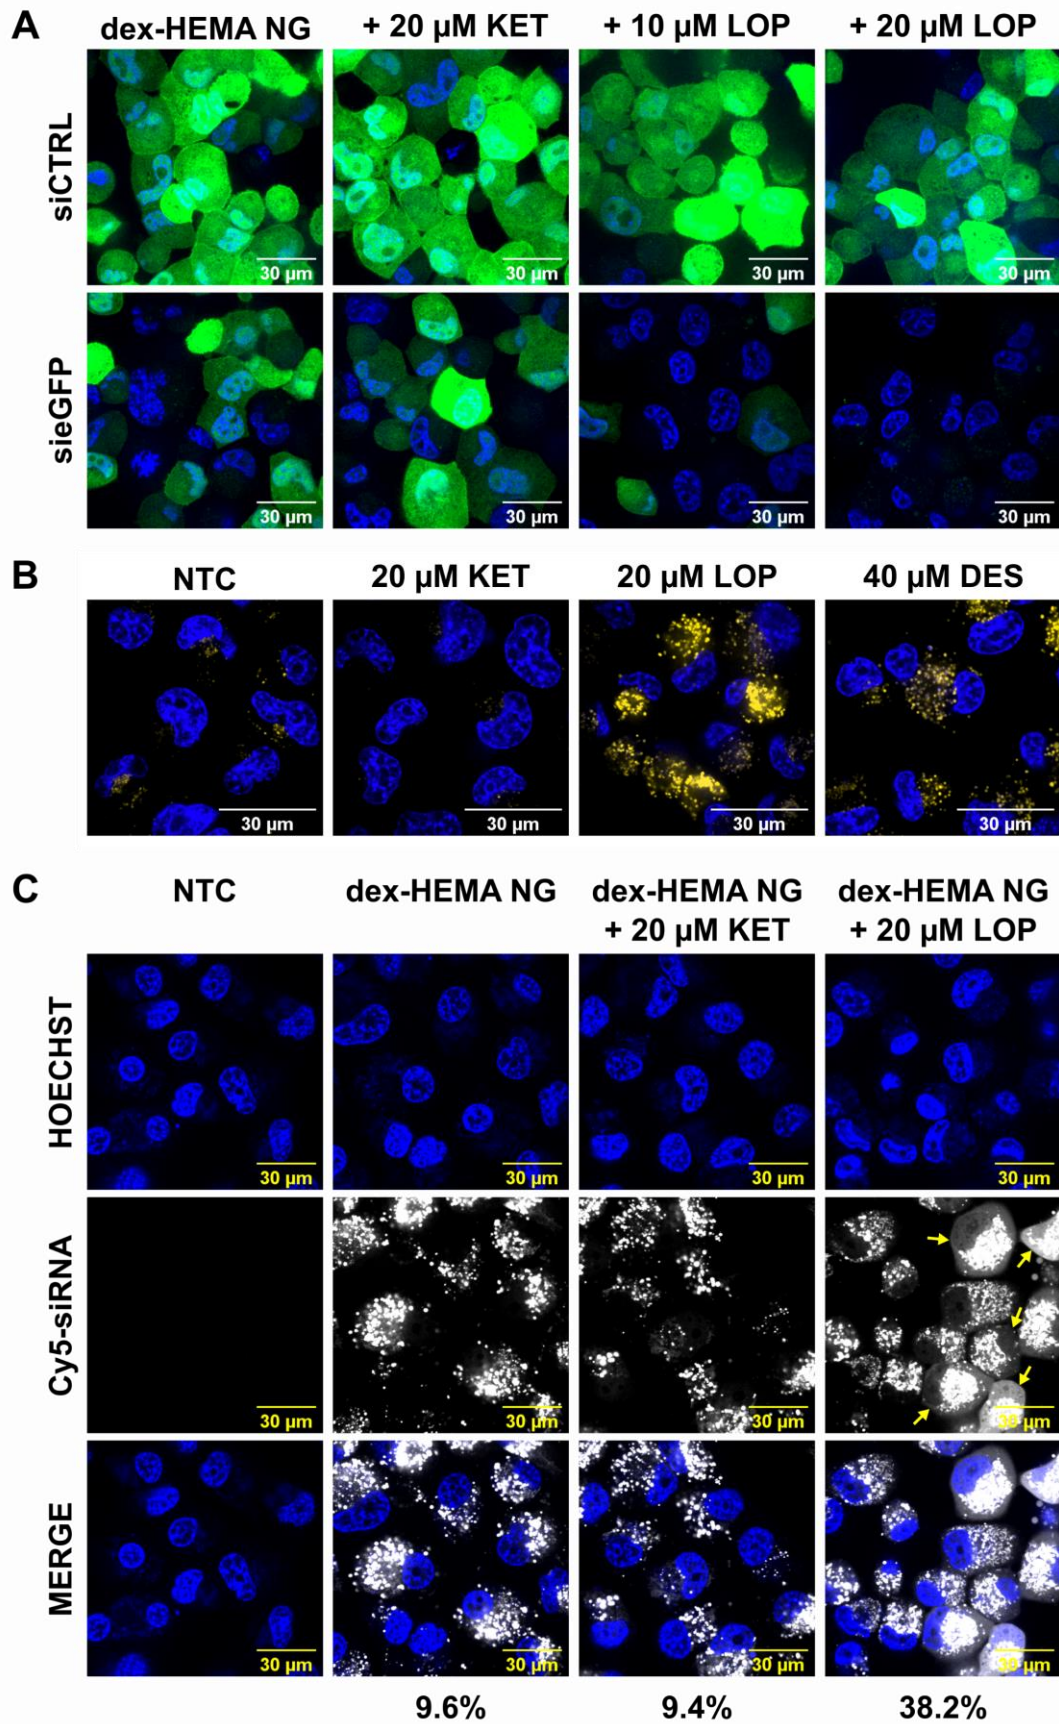 A
dex-HEMA NG
+ 20 µM KET
+ 10 µM LOP
+ 20 µM LOP
siCTRL
30 µm
30 µm
30 µm
30 µm
sieGFP
30 µm
30 µm
30 µm
30 µm
B
NTC
20 µM KET
20 µM LOP
40 µM DES
30 µm
30 µm
30 µm
30 µm
C
NTC
dex-HEMA NG
dex-HEMA NG
+ 20 µM KET
dex-HEMA NG
+ 20 µM LOP
HOECHST
30 µm
30 µm
30 µm
30 µm
Cy5-siRNA
30 µm
30 µm
30 µm
30 µm
MERGE
30 µm
30 µm
30 µm
30 µm
9.6%
9.4%
38.2%